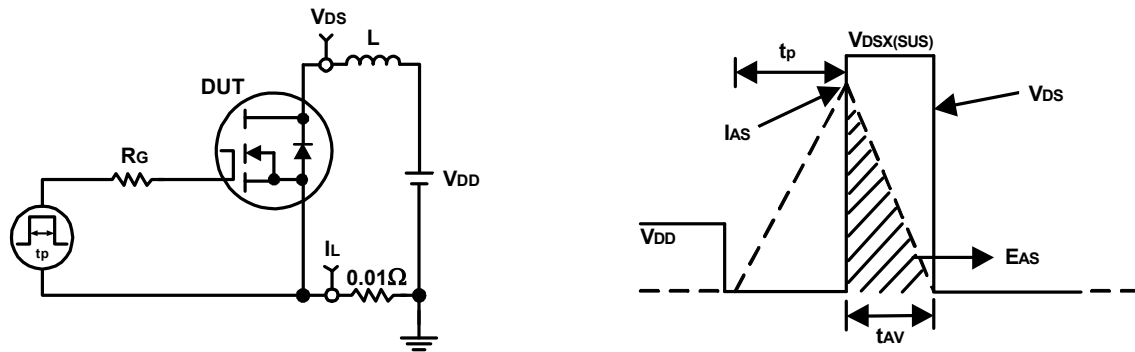 VDS
L
DUT
RG
VDD
tp
IL
0.01Ω
VDSX(SUS)
tp
VDS
IAS
VDD
EAS
tAV